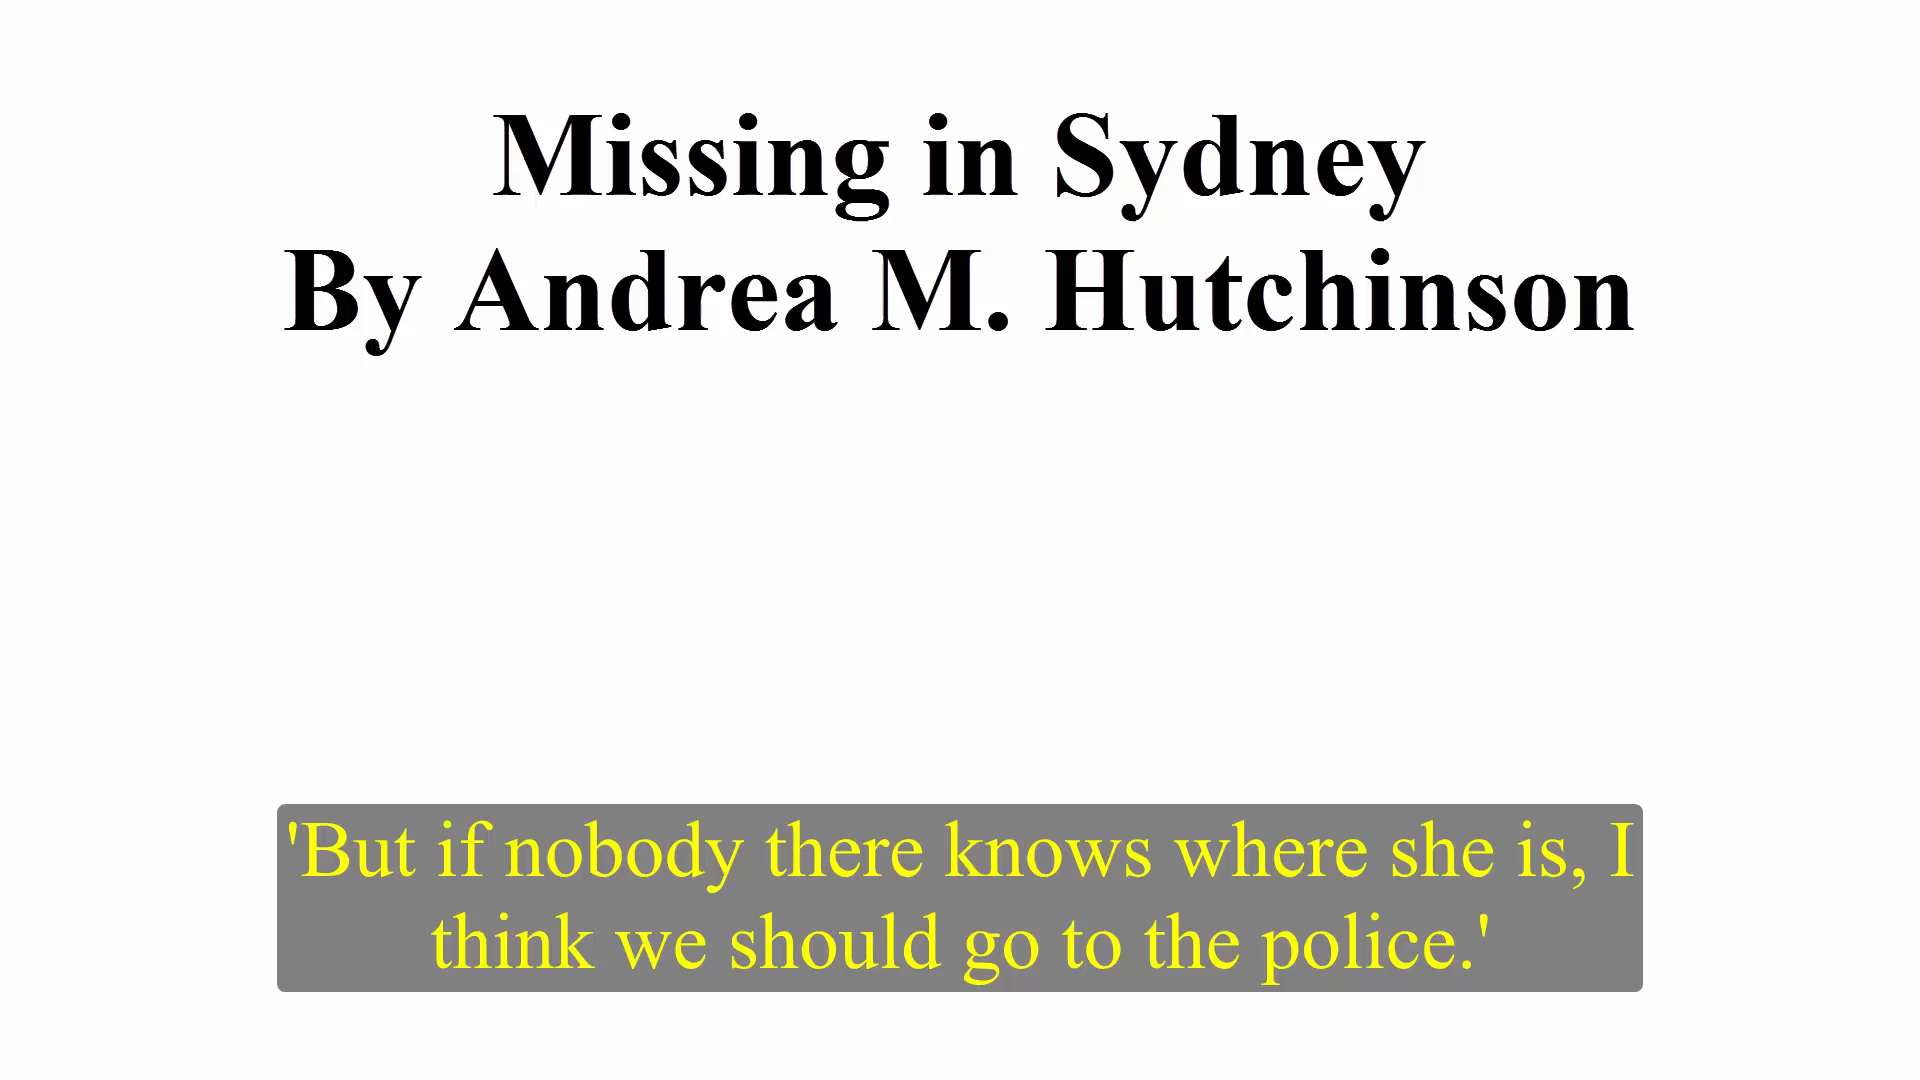 Missing in Sydney
By Andrea M. Hutchinson
'But if nobody there knows where she is, I
think we should go to the police.'